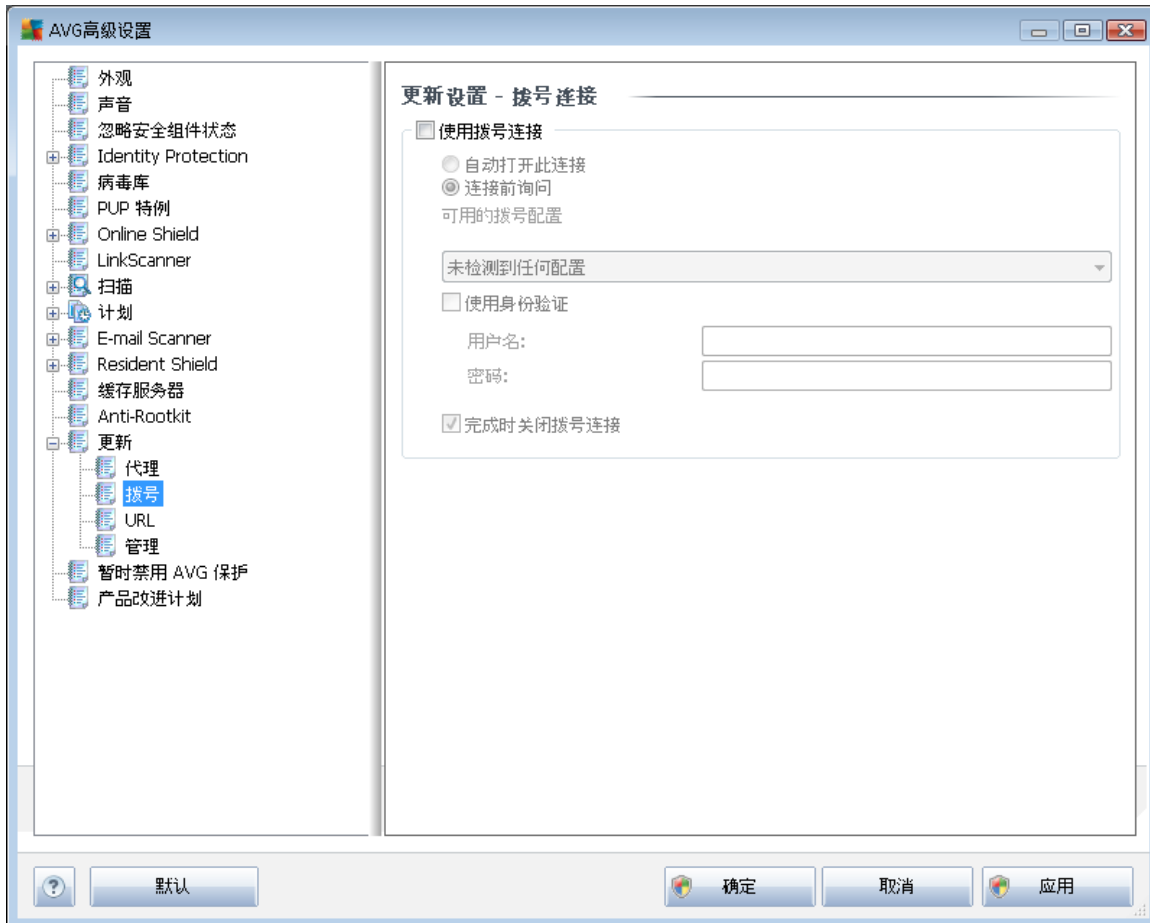 AVG高级设置
外观
声音
忽略安全组件状态
Identity Protection
病毒库
PUP 特例
Online Shield
LinkScanner
扫描
计划
E-mail Scanner
Resident Shield
缓存服务器
Anti-Rootkit
更新
代理
拨号
URL
管理
暂时禁用 AVG 保护
产品改进计划
更新设置 - 拨号连接
使用拨号连接
自动打开此连接
连接前询问
可用的拨号配置
未检测到任何配置
使用身份验证
用户名:
密码:
完成时关闭拨号连接
默认
确定
取消
应用